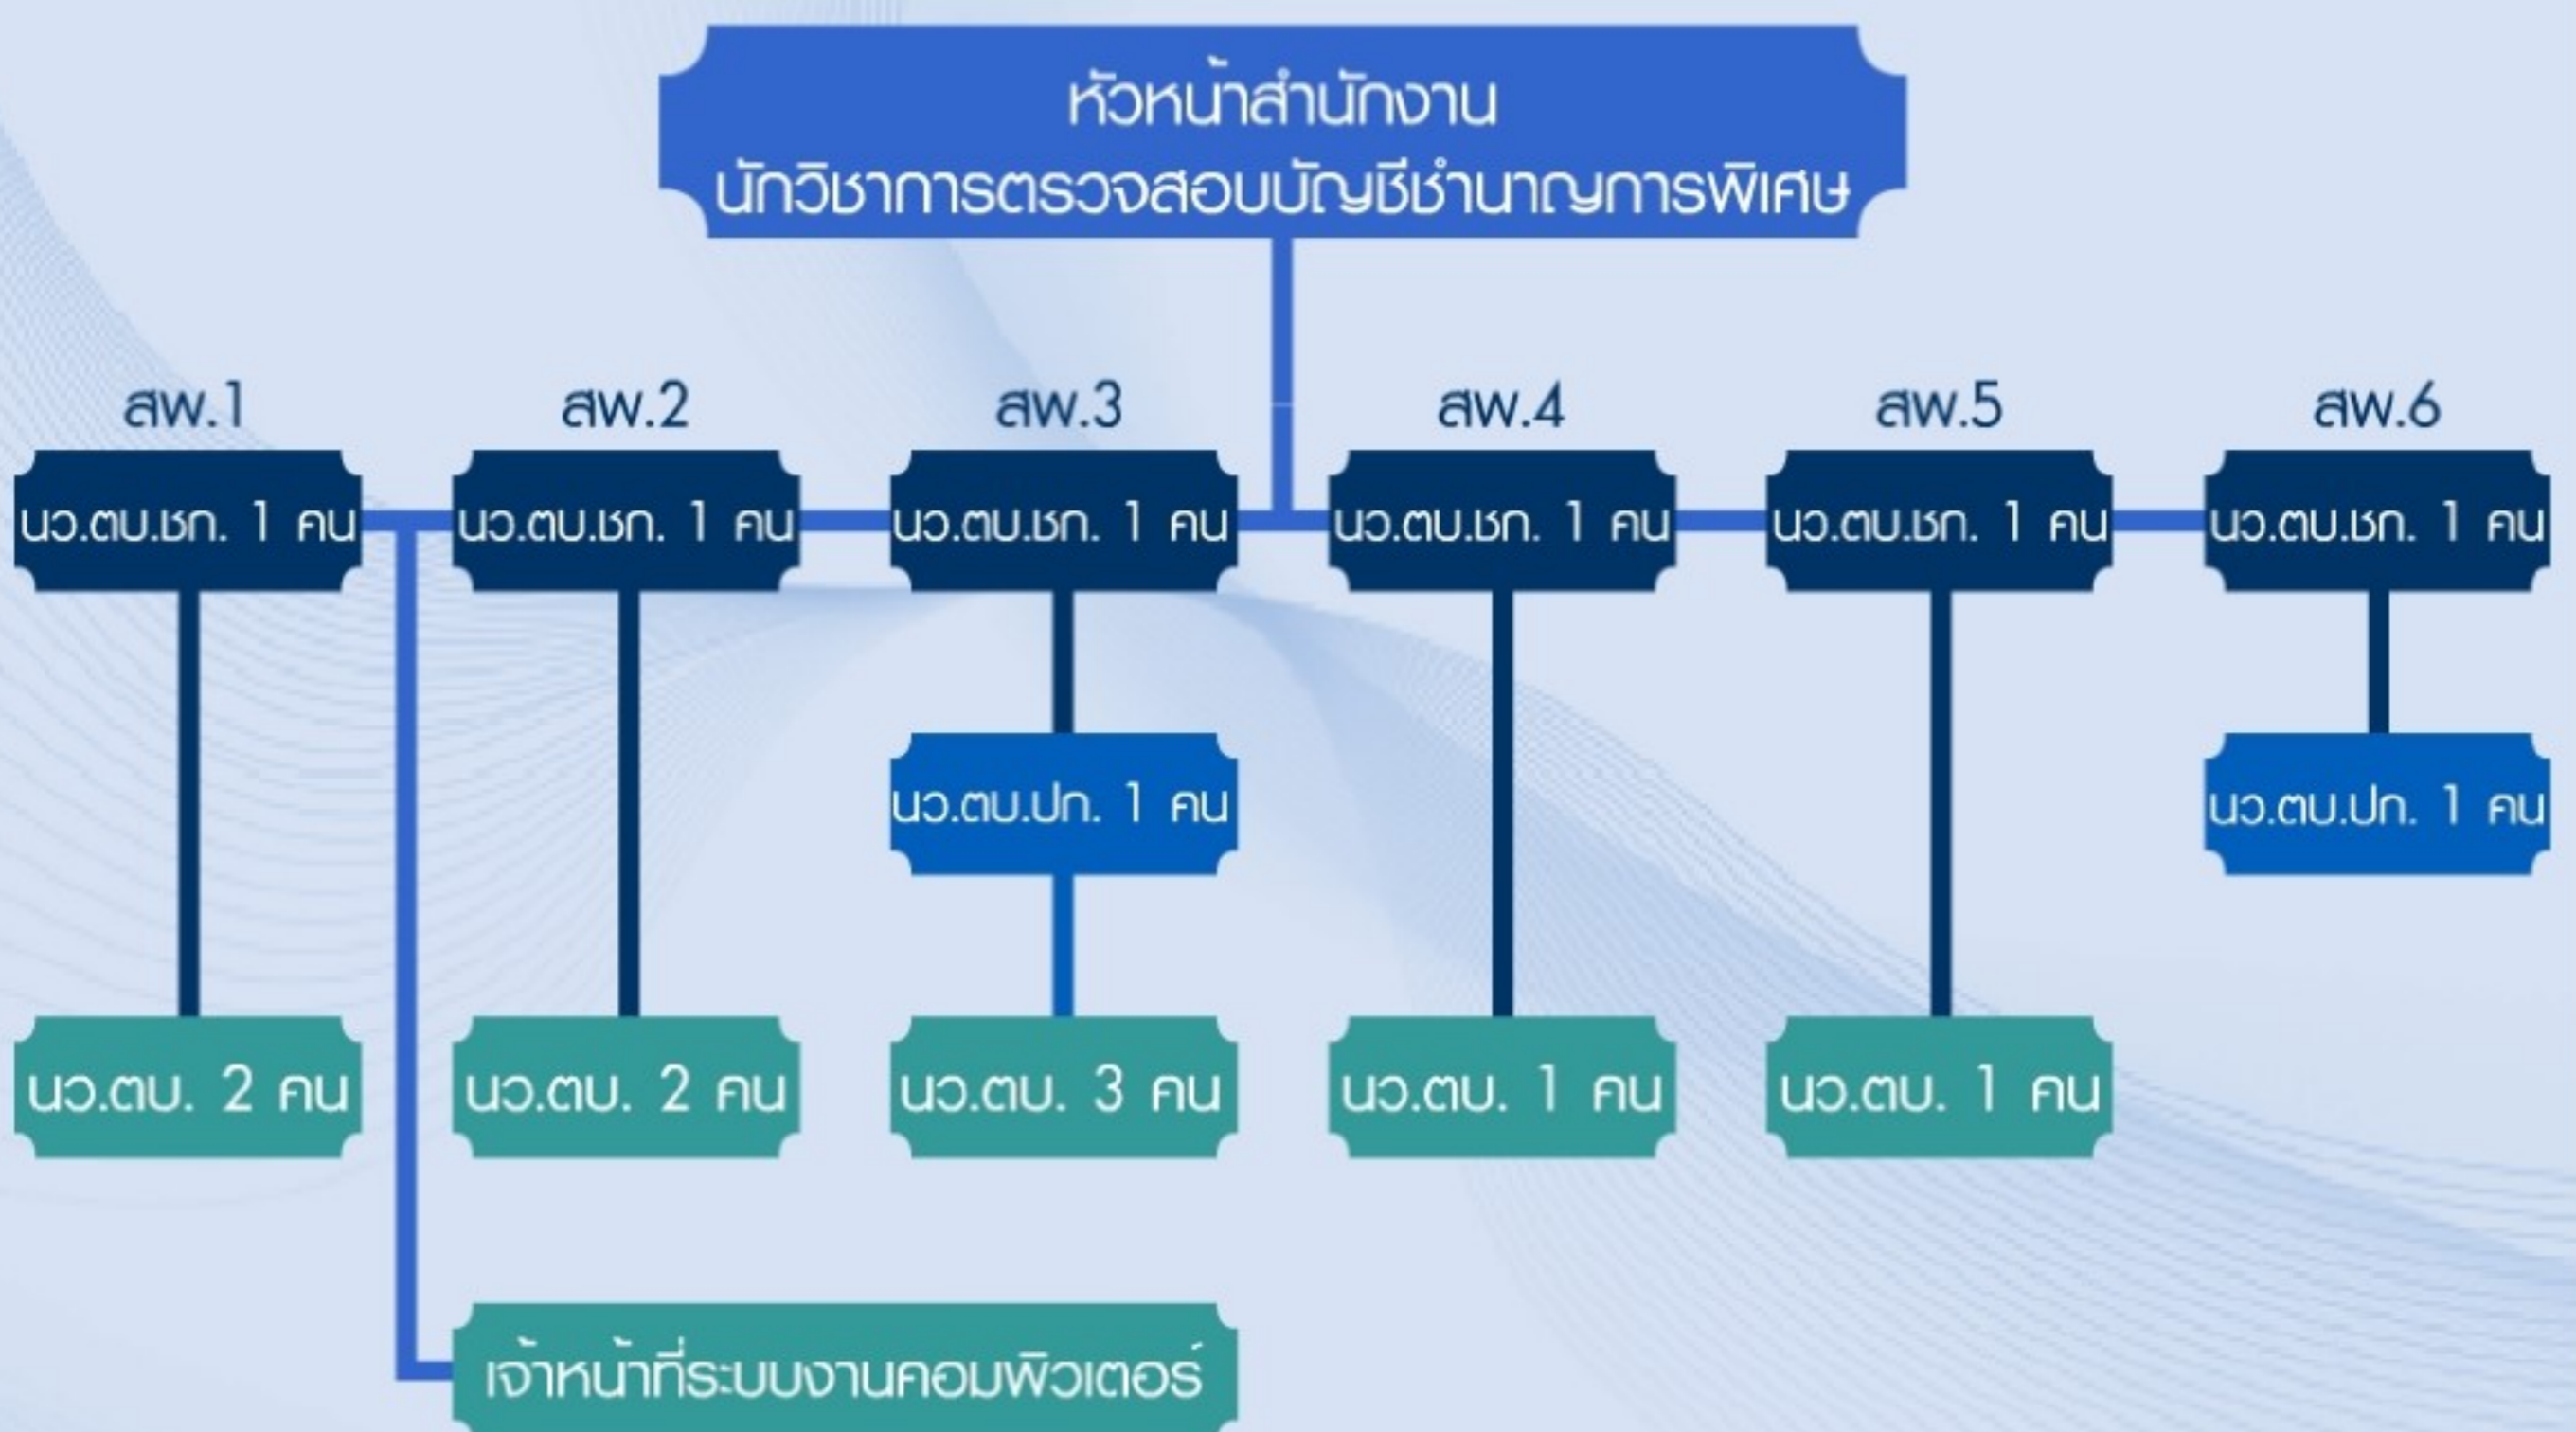 หัวหน้าสำนักงาน
นักวิชาการตรวจสอบบัญชีชำนาญการพิเศษ
สพ.1 สพ.2 สพ.3 สพ.4 สพ.5 สพ.6
นว.ตบ.ชก. 1 คน นว.ตบ.ชก. 1 คน นว.ตบ.ชก. 1 คน นว.ตบ.ชก. 1 คน นว.ตบ.ชก. 1 คน นว.ตบ.ชก. 1 คน
นว.ตบ.ปก. 1 คน นว.ตบ.ปก. 1 คน
นว.ตบ. 2 คน นว.ตบ. 2 คน นว.ตบ. 3 คน นว.ตบ. 1 คน นว.ตบ. 1 คน
เจ้าหน้าที่ระบบงานคอมพิวเตอร์